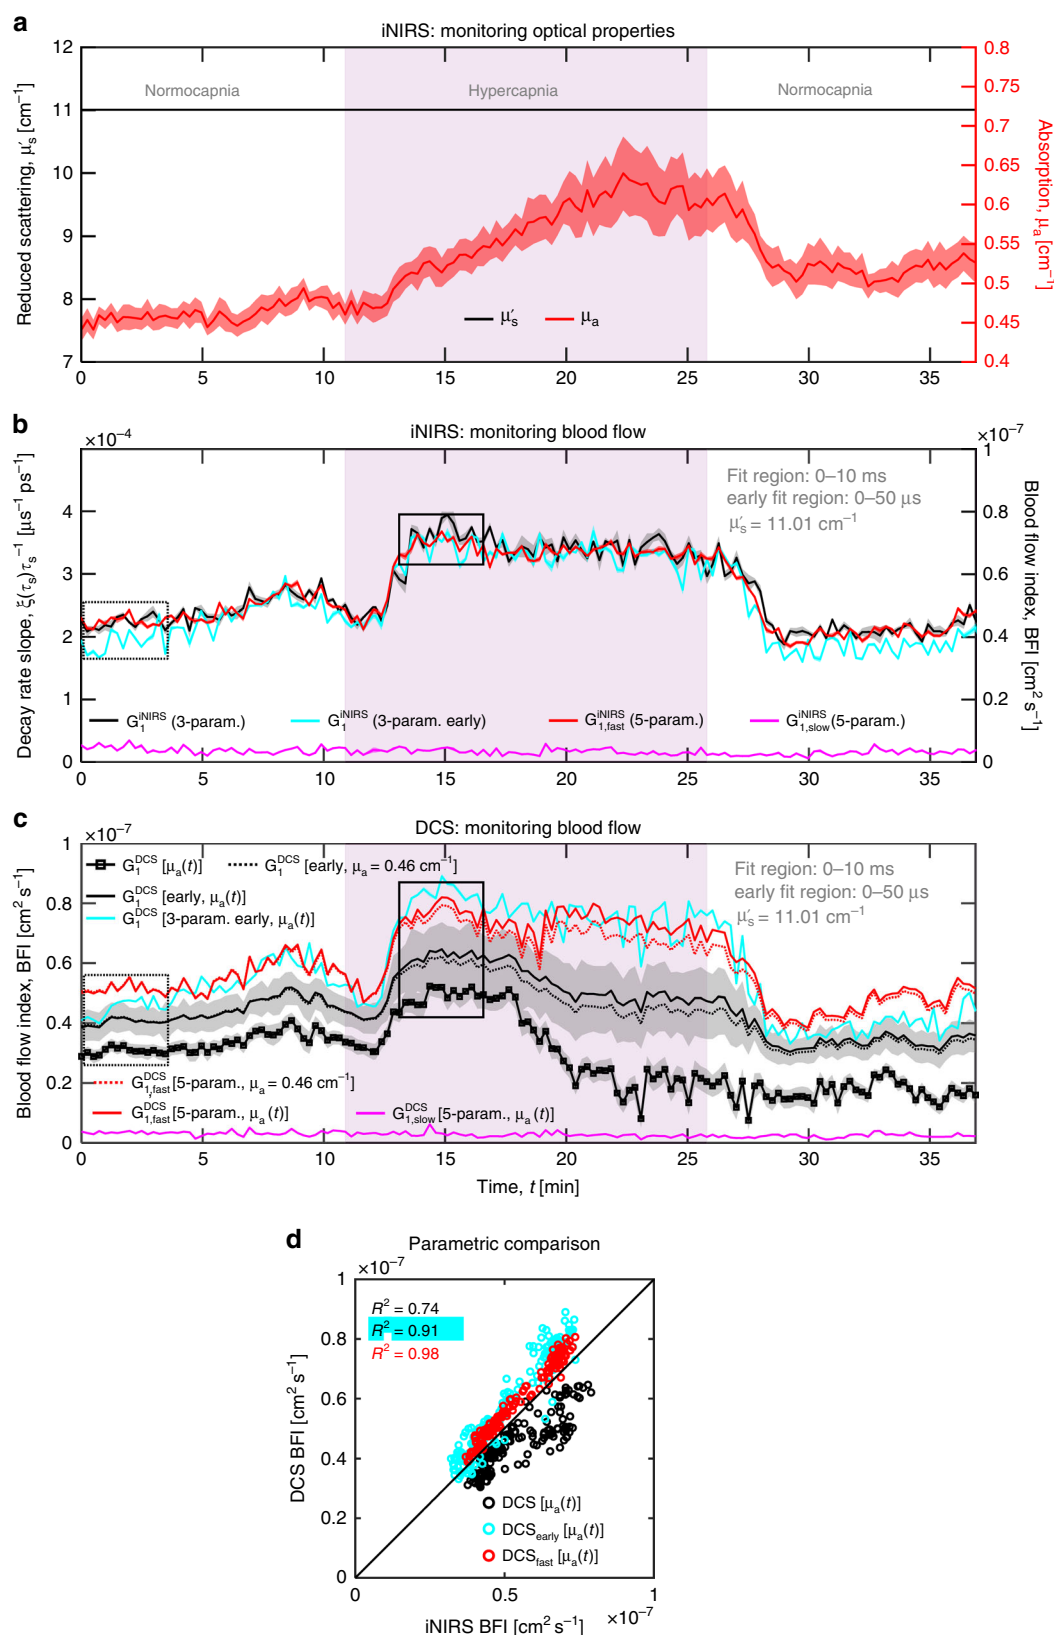 a
iNIRS: monitoring optical properties
12
11
10
9
8
7
Reduced scattering, μ′s [cm−1]
Normocapnia
Hypercapnia
Normocapnia
0.8
0.75
0.7
0.65
0.6
0.55
0.5
0.45
0.4
Absorption, μa [cm−1]
μ′s
μa
0 5 10 15 20 25 30 35
b
×10−4
iNIRS: monitoring blood flow
×10−7
4
3
2
1
0
Decay rate slope, ξ(τs)τs−1 [μs−1 ps−1]
Fit region: 0–10 ms
early fit region: 0–50 μs
μ′s = 11.01 cm−1
1
0.8
0.6
0.4
0.2
0
Blood flow index, BFI [cm2 s−1]
G1iNIRS (3-param.)
G1iNIRS (3-param. early)
G1,fastiNIRS (5-param.)
G1,slowiNIRS (5-param.)
0 5 10 15 20 25 30 35
c
×10−7
DCS: monitoring blood flow
1
0.8
0.6
0.4
0.2
0
Blood flow index, BFI [cm2 s−1]
G1DCS [μa(t)]
G1DCS [early, μa = 0.46 cm−1]
G1DCS [early, μa(t)]
G1DCS [3-param. early, μa(t)]
Fit region: 0–10 ms
early fit region: 0–50 μs
μ′s = 11.01 cm−1
G1,fastDCS [5-param., μa = 0.46 cm−1]
G1,fastDCS [5-param., μa(t)]
G1,slowDCS [5-param., μa(t)]
0 5 10 15 20 25 30 35
Time, t [min]
d
Parametric comparison
×10−7
1
0.8
0.6
0.4
0.2
0
DCS BFI [cm2 s−1]
R2 = 0.74
R2 = 0.91
R2 = 0.98
DCS [μa(t)]
DCSearly [μa(t)]
DCSfast [μa(t)]
0 0.5 1
iNIRS BFI [cm2 s−1]
×10−7